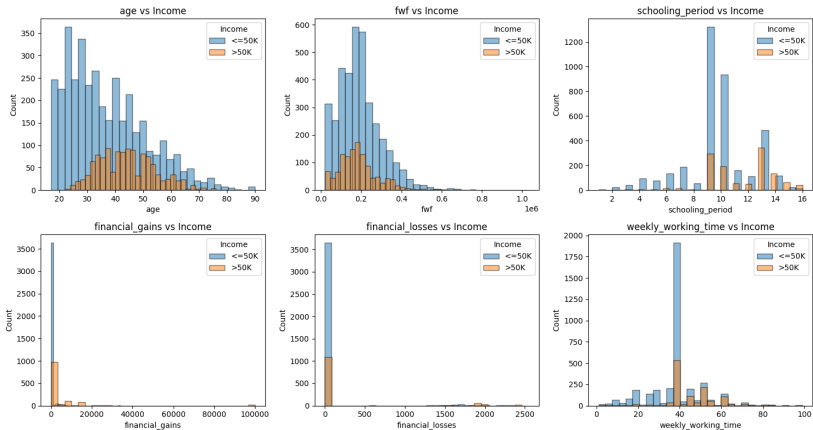 age vs Income
Income
<=50K
>50K
350
300
250
200
150
100
50
0
Count
20 30 40 50 60 70 80 90
age
fwf vs Income
Income
<=50K
>50K
600
500
400
300
200
100
0
Count
0.0 0.2 0.4 0.6 0.8 1.0
1e6
fwf
schooling_period vs Income
Income
<=50K
>50K
1200
1000
800
600
400
200
0
Count
2 4 6 8 10 12 14 16
schooling_period
financial_gains vs Income
Income
<=50K
>50K
3500
3000
2500
2000
1500
1000
500
0
Count
0 20000 40000 60000 80000 100000
financial_gains
financial_losses vs Income
Income
<=50K
>50K
3500
3000
2500
2000
1500
1000
500
0
Count
0 500 1000 1500 2000 2500
financial_losses
weekly_working_time vs Income
Income
<=50K
>50K
2000
1750
1500
1250
1000
750
500
250
0
Count
0 20 40 60 80 100
weekly_working_time